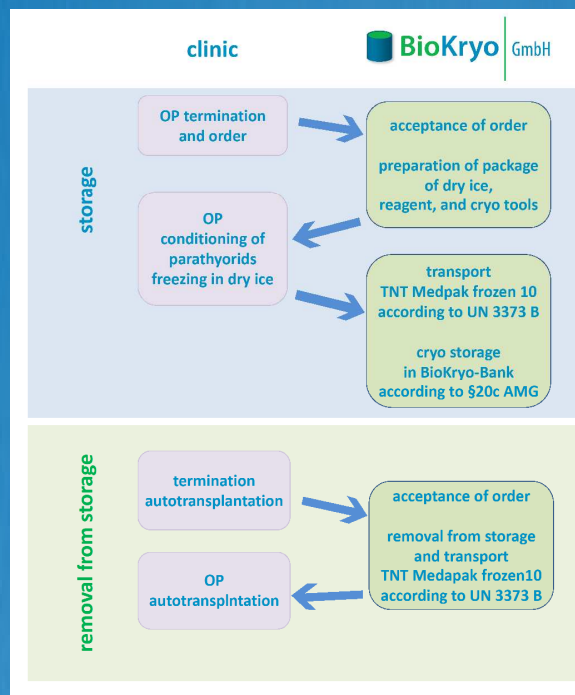 clinic
BioKryo GmbH
storage
OP termination
and order
acceptance of order
preparation of package
of dry ice,
reagent, and cryo tools
OP
conditioning of
parathyorids
freezing in dry ice
transport
TNT Medpak frozen 10
according to UN 3373 B
cryo storage
in BioKryo-Bank
according to §20c AMG
removal from storage
termination
autotransplantation
acceptance of order
removal from storage
and transport
TNT Medapak frozen10
according to UN 3373 B
OP
autotransplntation